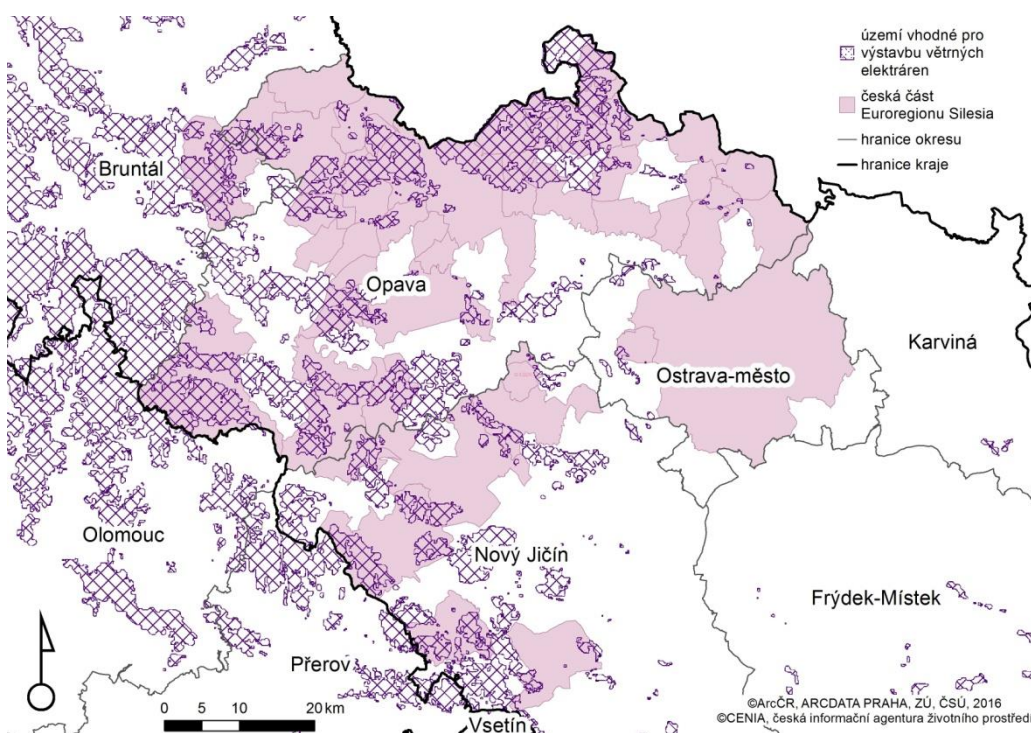 území vhodné pro
výstavbu větrných
elektráren
česká část
Euroregionu Silesia
hranice okresu
hranice kraje
Bruntál
Opava
Karviná
Ostrava-město
Olomouc
Nový Jičín
Frýdek-Místek
Přerov
Vsetín
0 5 10 20 km
©ArcČR, ARCDATA PRAHA, ZÚ, ČSÚ, 2016
©CENIA, česká informační agentura životního prostředí